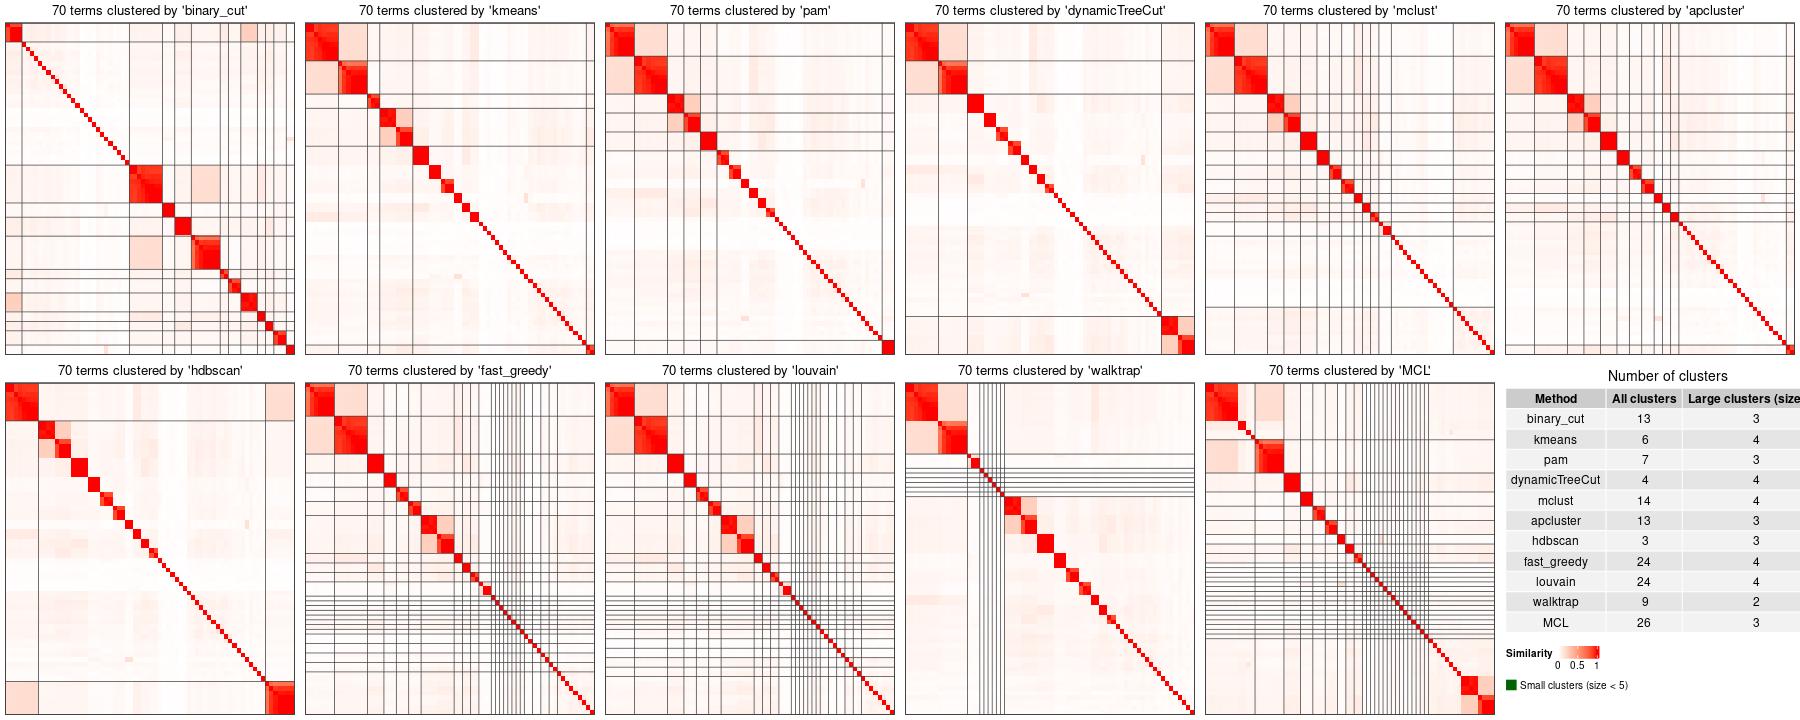 70 terms clustered by 'binary_cut'
70 terms clustered by 'kmeans'
70 terms clustered by 'pam'
70 terms clustered by 'dynamicTreeCut'
70 terms clustered by 'mclust'
70 terms clustered by 'apcluster'
70 terms clustered by 'hdbscan'
70 terms clustered by 'fast_greedy'
70 terms clustered by 'louvain'
70 terms clustered by 'walktrap'
70 terms clustered by 'MCL'
Number of clusters
Method All clusters Large clusters (size
binary_cut 13 3
kmeans 6 4
pam 7 3
dynamicTreeCut 4 4
mclust 14 4
apcluster 13 3
hdbscan 3 3
fast_greedy 24 4
louvain 24 4
walktrap 9 2
MCL 26 3
Similarity
0 0.5 1
Small clusters (size < 5)